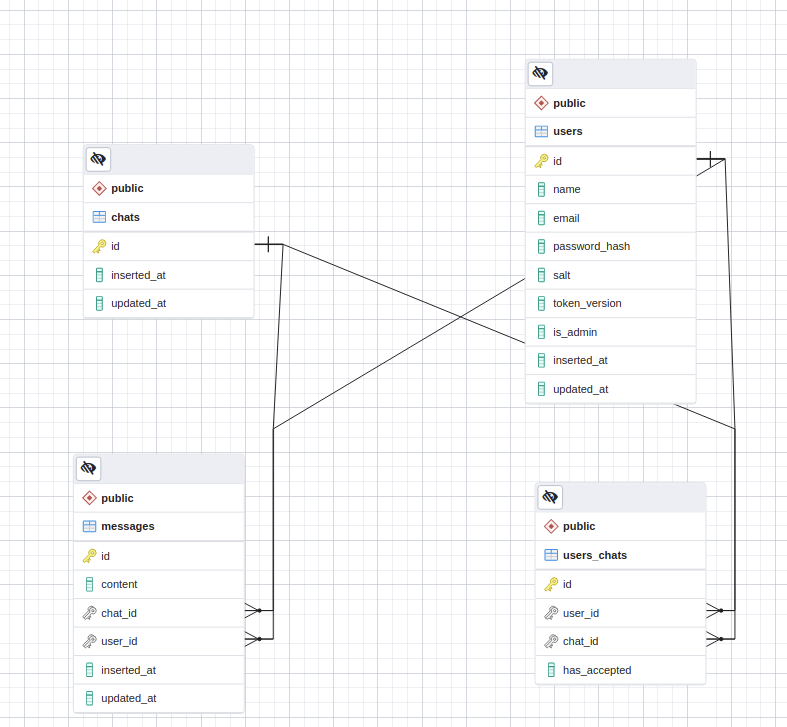 public
chats
id
inserted_at
updated_at
public
users
id
name
email
password_hash
salt
token_version
is_admin
inserted_at
updated_at
public
messages
id
content
chat_id
user_id
inserted_at
updated_at
public
users_chats
id
user_id
chat_id
has_accepted